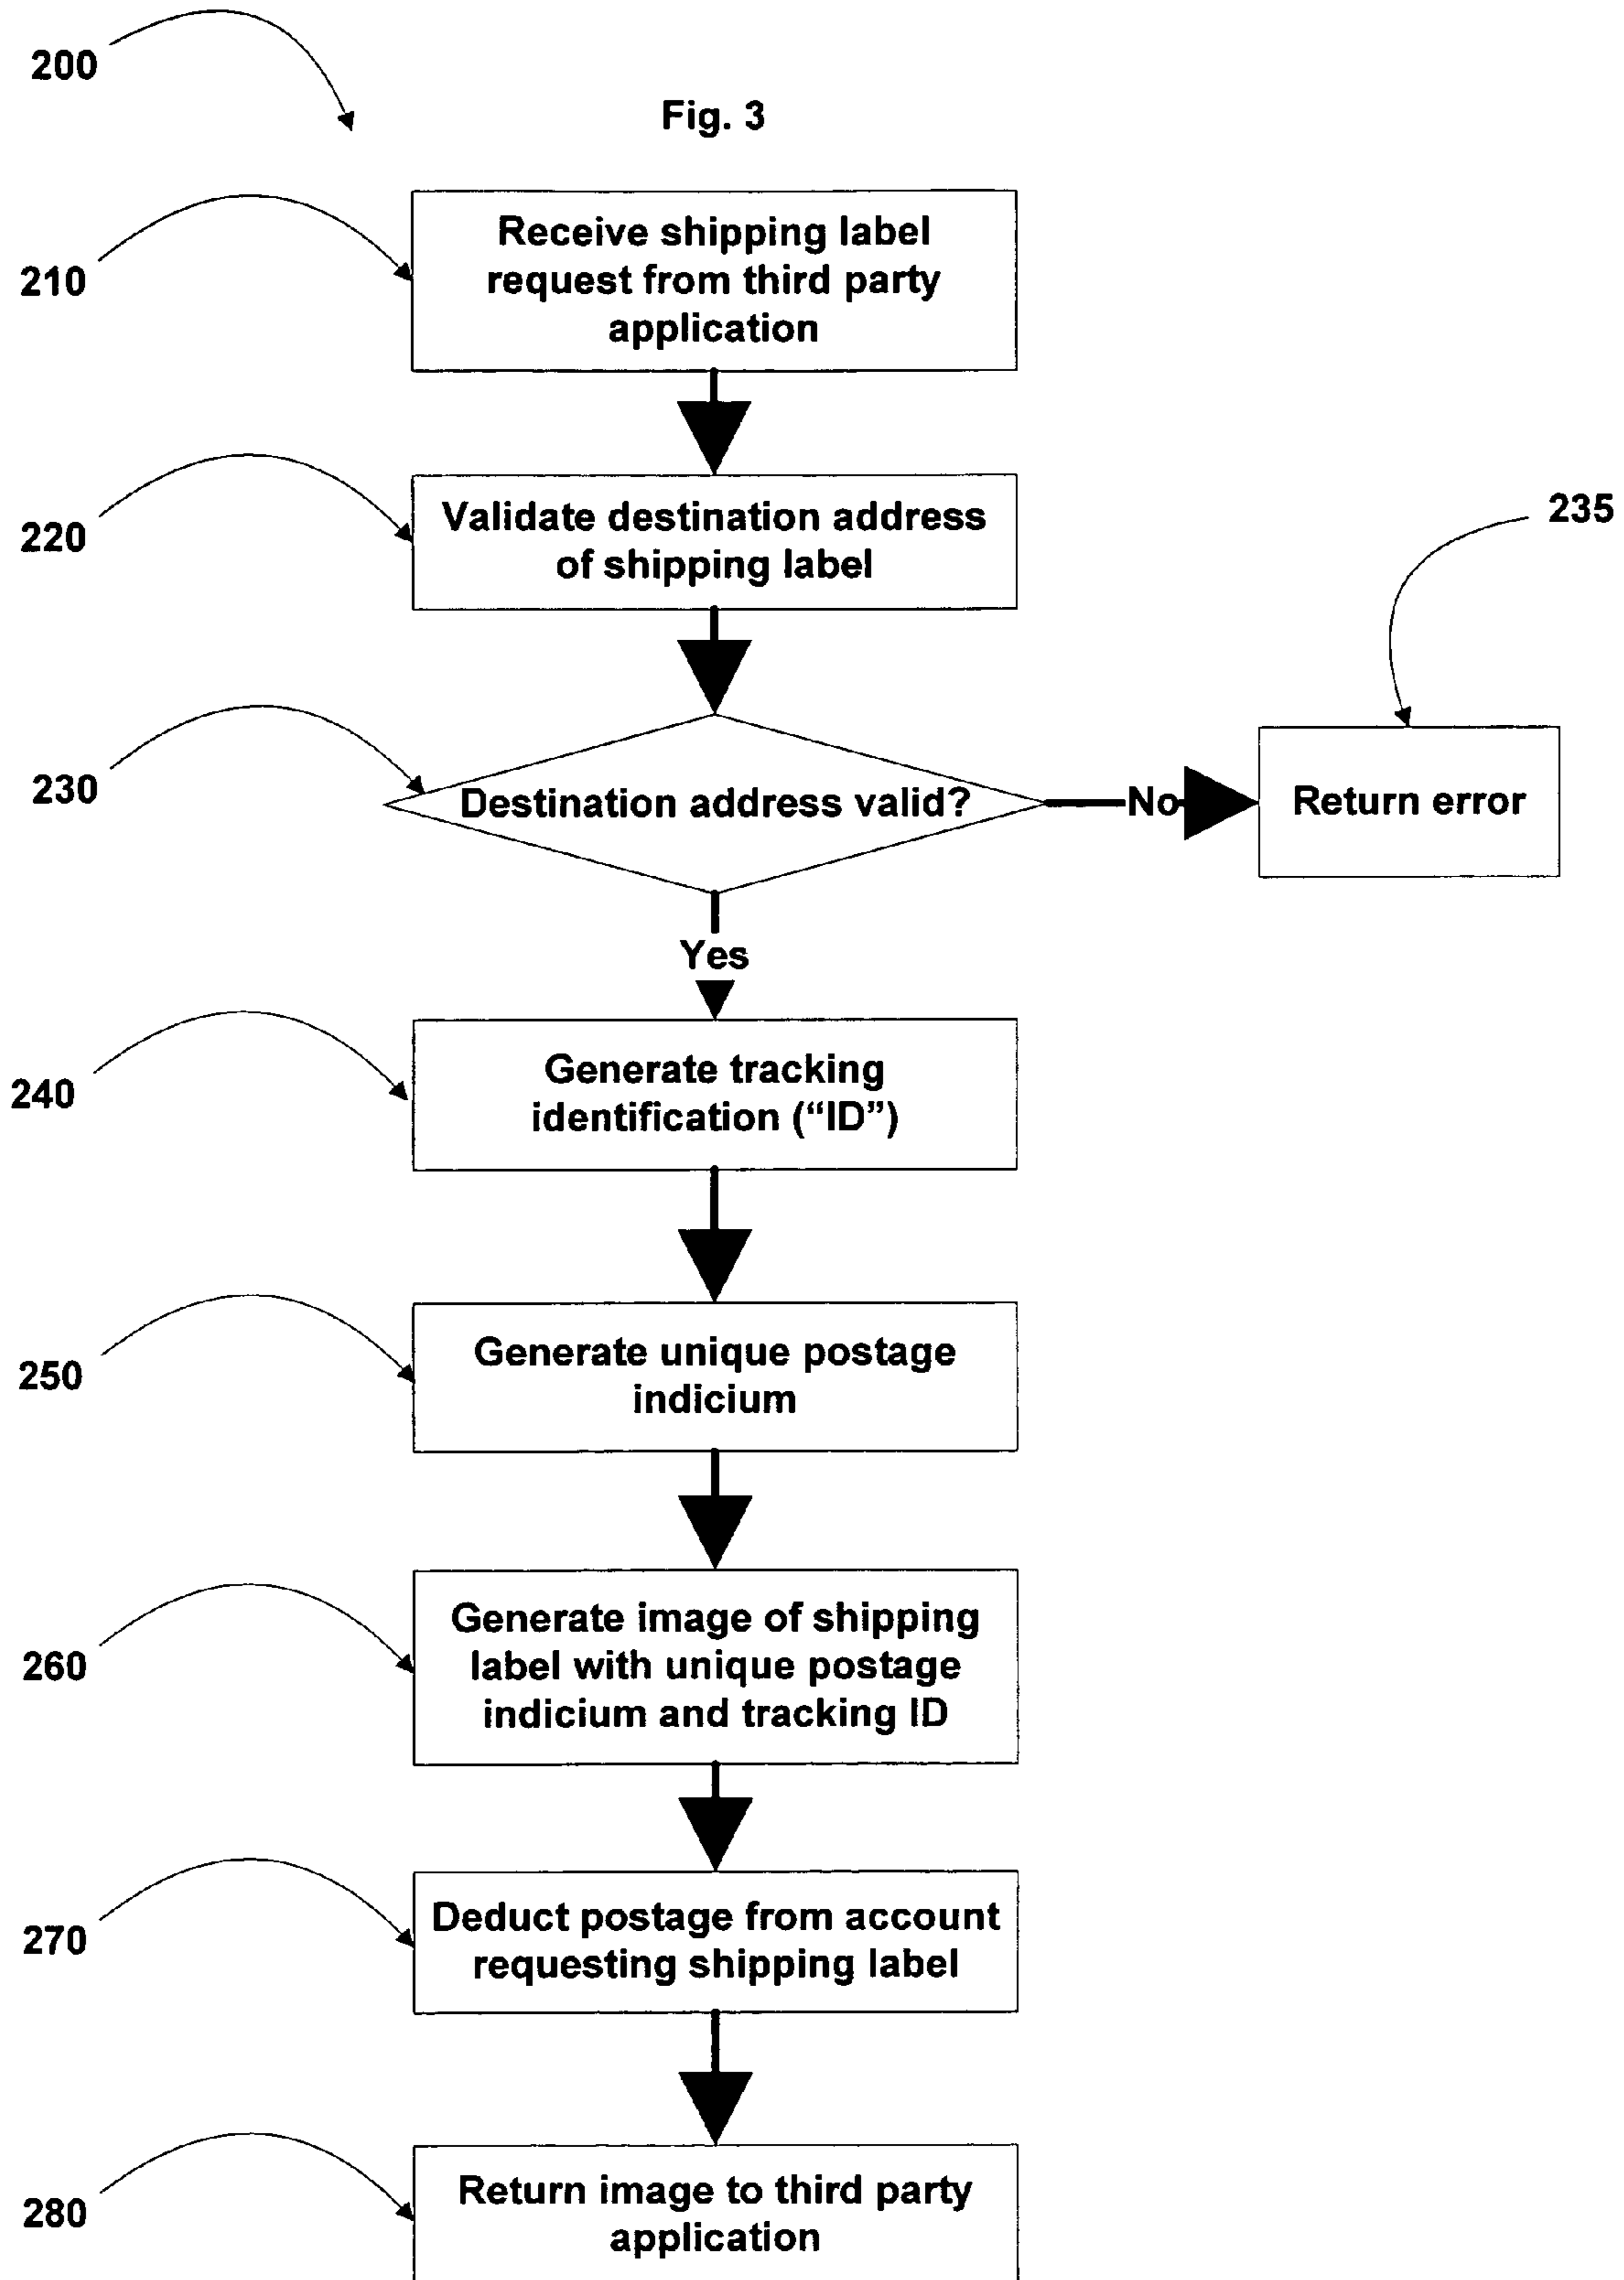 200
Fig. 3
210
Receive shipping label
request from third party
application
220
Validate destination address
of shipping label
235
230
Destination address valid?
No
Return error
Yes
240
Generate tracking
identification (“ID”)
250
Generate unique postage
indicium
260
Generate image of shipping
label with unique postage
indicium and tracking ID
270
Deduct postage from account
requesting shipping label
280
Return image to third party
application